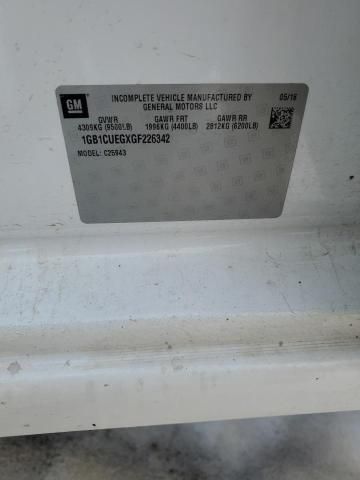 GM
INCOMPLETE VEHICLE MANUFACTURED BY
GENERAL MOTORS LLC
05/16
GVWR GAWR FRT GAWR RR
4309KG (9500LB) 1996KG (4400LB) 2812KG (6200LB)
1GB1CUEGXGF226342
MODEL: C25943